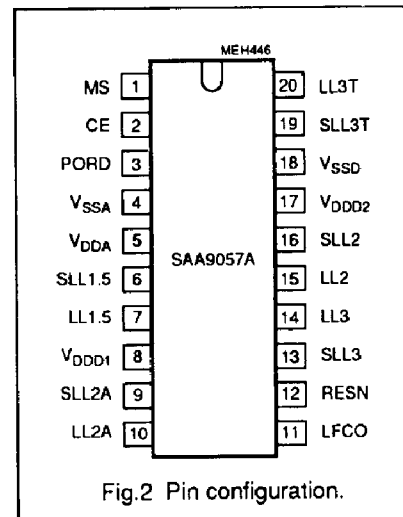 MEH446
MS 1
20 LL3T
CE 2
19 SLL3T
PORD 3
18 VSSD
VSSA 4
17 VDDD2
VDDA 5
16 SLL2
SAA9057A
SLL1.5 6
15 LL2
LL1.5 7
14 LL3
VDDD1 8
13 SLL3
SLL2A 9
12 RESN
LL2A 10
11 LFCO
Fig.2 Pin configuration.